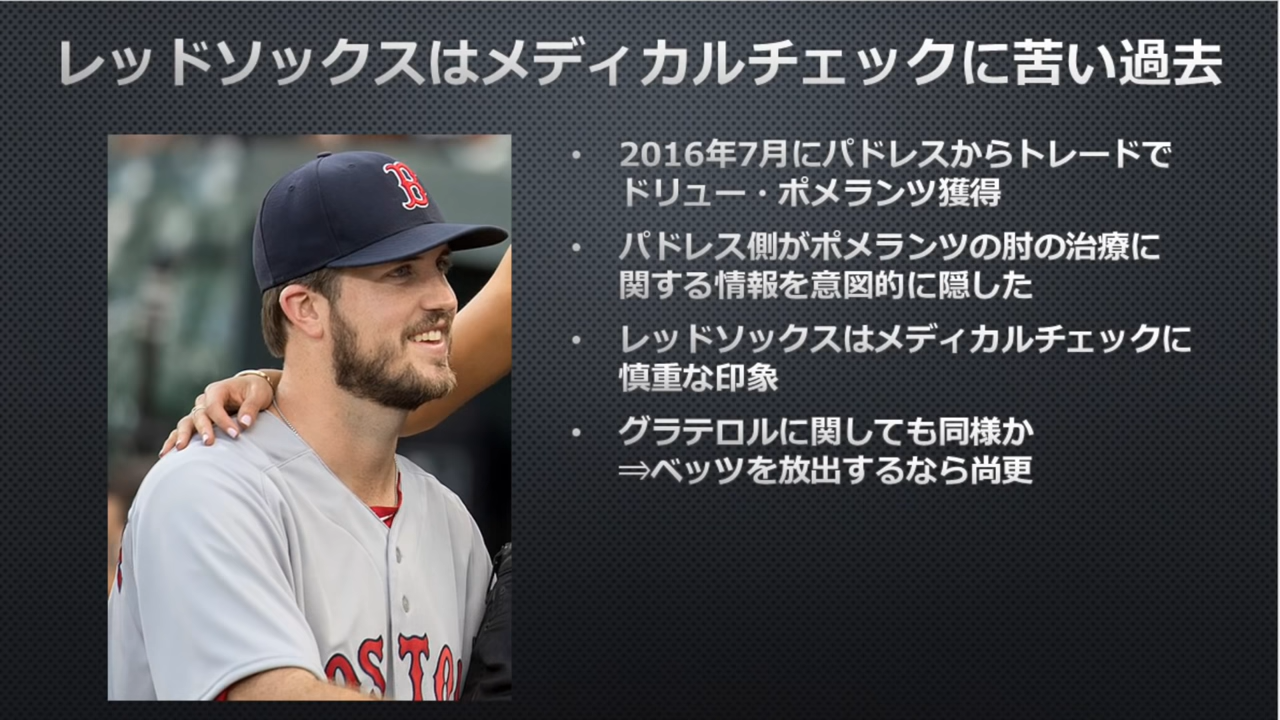 レッドソックスはメディカルチェックに苦い過去
B
• 2016年7月にパドレスからトレードで
ドリュー・ポメランツ獲得
• パドレス側がポメランツの肘の治療に
関する情報を意図的に隠した
• レッドソックスはメディカルチェックに
慎重な印象
• グラテロルに関しても同様か
⇒ベッツを放出するなら尚更
OSTO